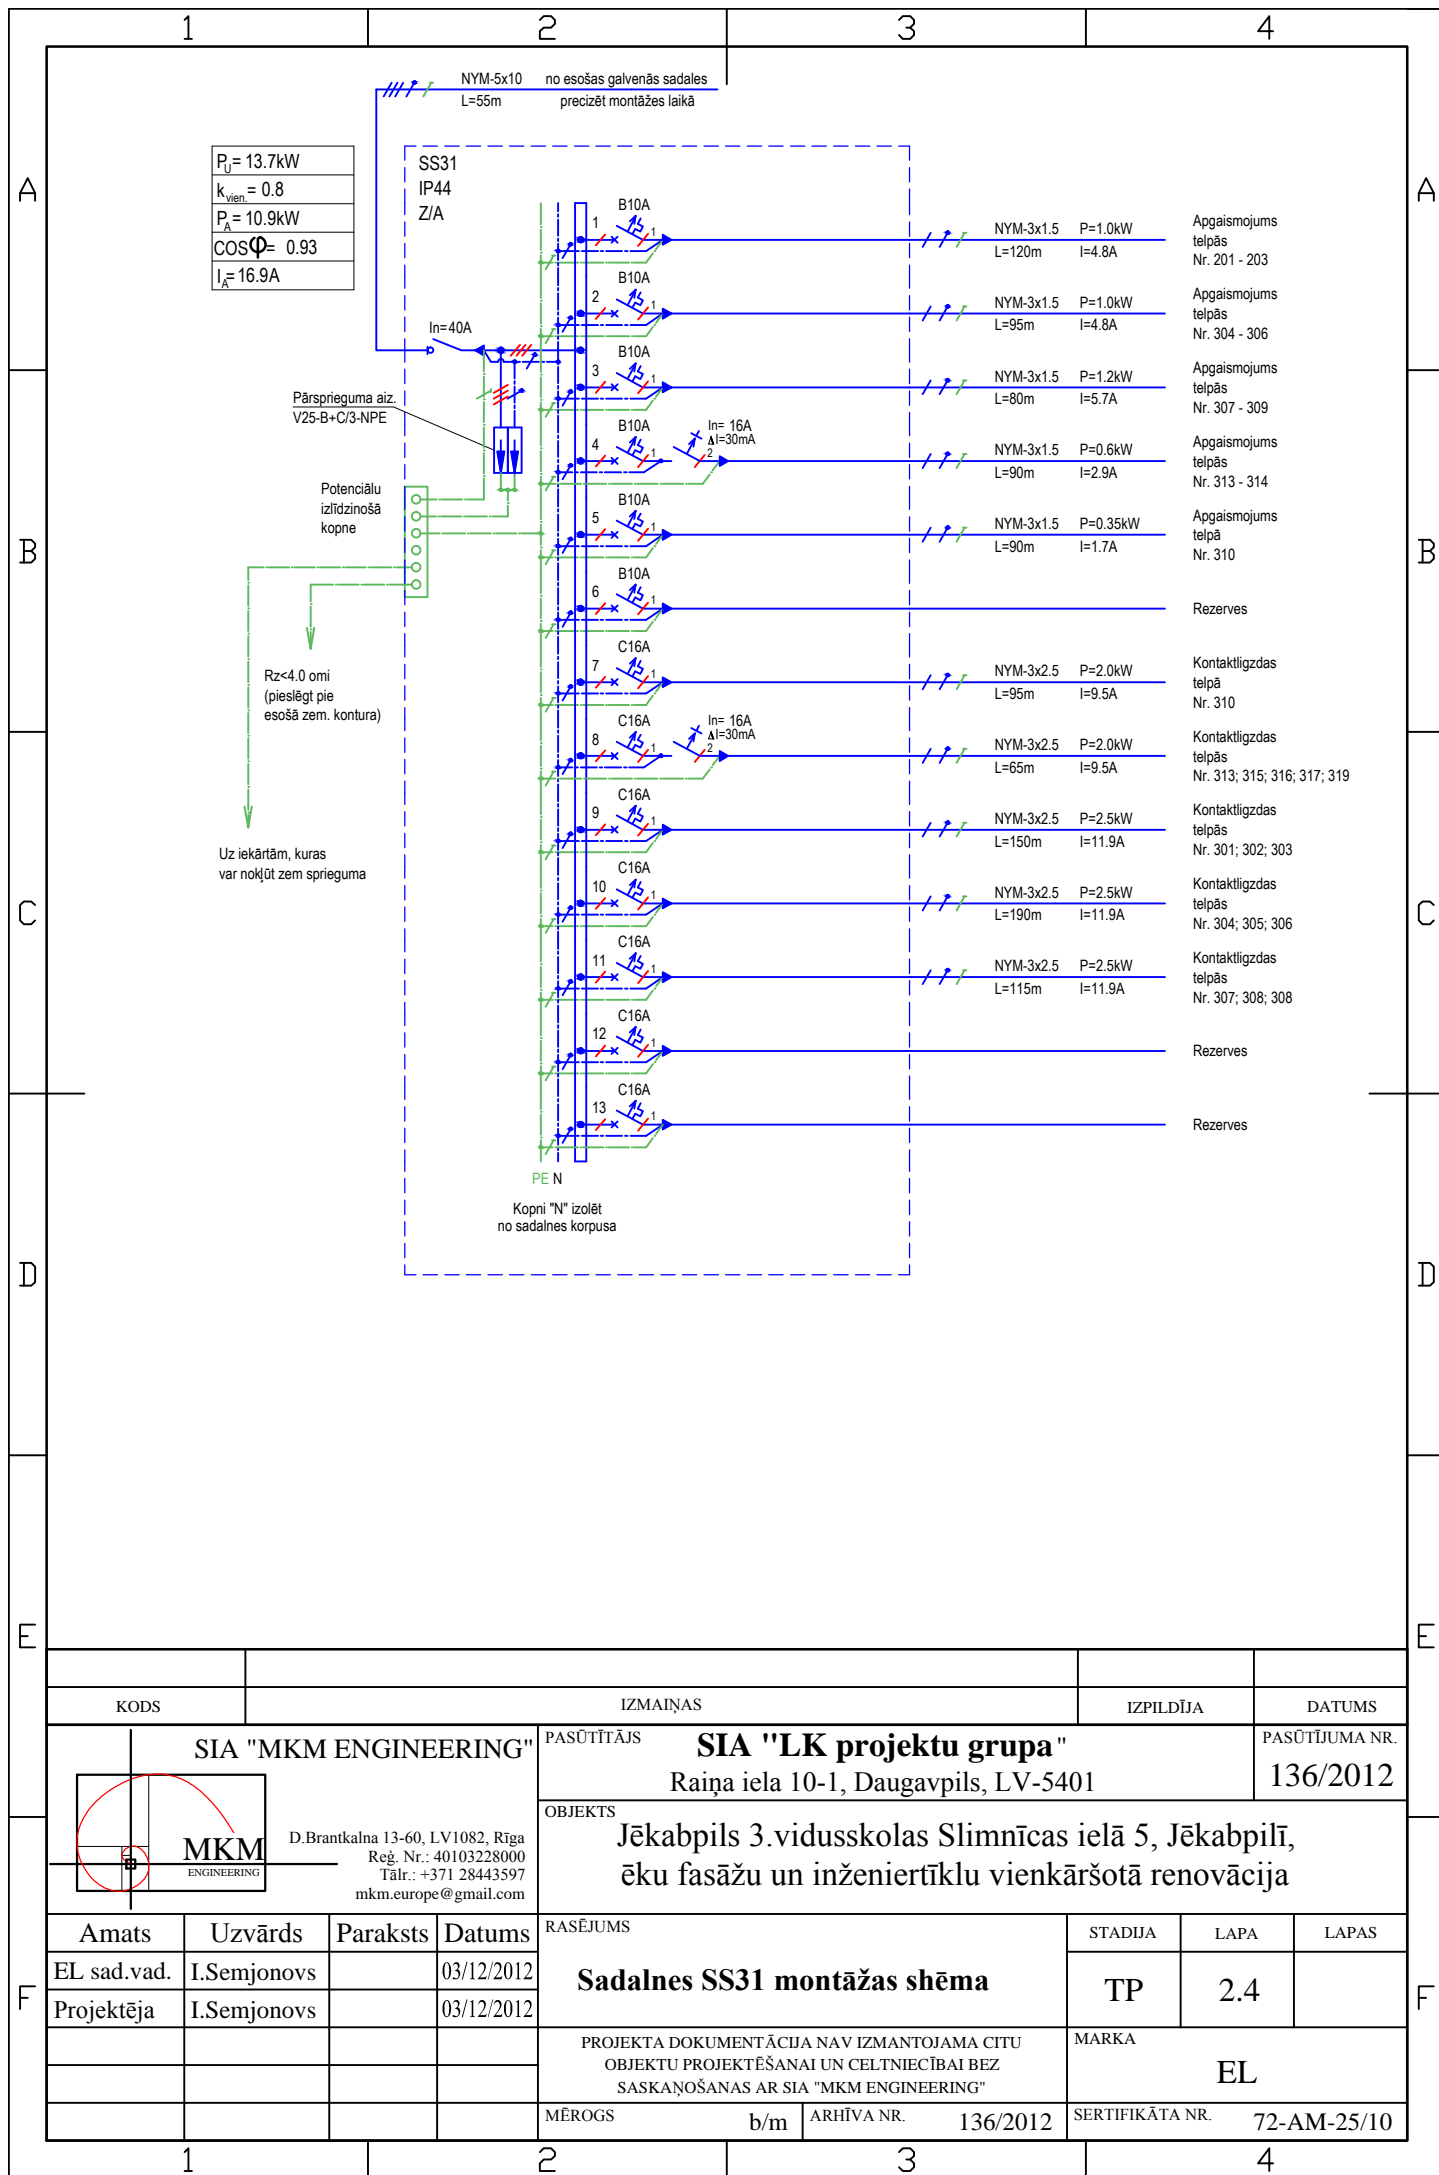 1 2 3 4
NYM-5x10 no esošas galvenās sadales
L=55m precizēt montāžas laikā
PU= 13.7kW
kvien.= 0.8
PA= 10.9kW
COSφ= 0.93
IA=16.9A
SS31
IP44
Z/A
A A
In=40A
Pārsprieguma aiz.
V25-B+C/3-NPE
Potenciālu
izlīdzinošā
kopne
B B
Rz<4.0 omi
(pieslēgt pie
esošā zem. kontura)
Uz iekārtām, kuras
var nokļūt zem sprieguma
B10A
1 1 NYM-3x1.5 P=1.0kW
L=120m I=4.8A
Apgaismojums
telpās
Nr. 201 - 203
B10A
2 1 NYM-3x1.5 P=1.0kW
L=95m I=4.8A
Apgaismojums
telpās
Nr. 304 - 306
B10A
3 1 NYM-3x1.5 P=1.2kW
L=80m I=5.7A
Apgaismojums
telpās
Nr. 307 - 309
B10A In= 16A
ΔI=30mA
4 1 2 NYM-3x1.5 P=0.6kW
L=90m I=2.9A
Apgaismojums
telpās
Nr. 313 - 314
B10A
5 1 NYM-3x1.5 P=0.35kW
L=90m I=1.7A
Apgaismojums
telpā
Nr. 310
B10A
6 1 Rezerves
C16A
7 1 NYM-3x2.5 P=2.0kW
L=95m I=9.5A
Kontaktligzdas
telpā
Nr. 310
C16A In= 16A
ΔI=30mA
8 1 2 NYM-3x2.5 P=2.0kW
L=65m I=9.5A
Kontaktligzdas
telpās
Nr. 313; 315; 316; 317; 319
C16A
9 1 NYM-3x2.5 P=2.5kW
L=150m I=11.9A
Kontaktligzdas
telpās
Nr. 301; 302; 303
C16A
10 1 NYM-3x2.5 P=2.5kW
L=190m I=11.9A
Kontaktligzdas
telpās
Nr. 304; 305; 306
C C
C16A
11 1 NYM-3x2.5 P=2.5kW
L=115m I=11.9A
Kontaktligzdas
telpās
Nr. 307; 308; 308
C16A
12 1 Rezerves
C16A
13 1 Rezerves
PE N
Kopni "N" izolēt
no sadalnes korpusa
D D
E E
KODS IZMAIŅAS IZPILDĪJA DATUMS
SIA "MKM ENGINEERING"
MKM
ENGINEERING
D.Brantkalna 13-60, LV1082, Rīga
Reģ. Nr.: 40103228000
Tālr.: +371 28443597
mkm.europe@gmail.com
PASŪTĪTĀJS SIA "LK projektu grupa"
Raiņa iela 10-1, Daugavpils, LV-5401
PASŪTĪJUMA NR.
136/2012
OBJEKTS
Jēkabpils 3.vidusskolas Slimnīcas ielā 5, Jēkabpilī,
ēku fasāžu un inženiertīklu vienkāršotā renovācija
Amats Uzvārds Paraksts Datums
EL sad.vad. I.Semjonovs 03/12/2012
Projektēja I.Semjonovs 03/12/2012
RASĒJUMS
Sadalnes SS31 montāžas shēma
STADIJA LAPA LAPAS
TP 2.4
F F
PROJEKTA DOKUMENTĀCIJA NAV IZMANTOJAMA CITU
OBJEKTU PROJEKTĒŠANAI UN CELTNIECĪBAI BEZ
SASKAŅOŠANAS AR SIA "MKM ENGINEERING"
MARKA
EL
MĒROGS b/m ARHĪVA NR. 136/2012 SERTIFIKĀTA NR. 72-AM-25/10
1 2 3 4